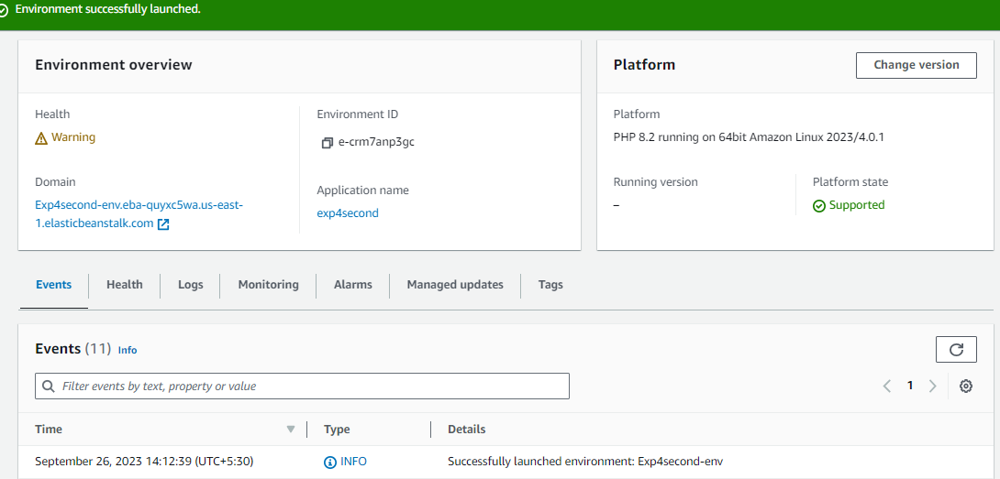 Environment successfully launched.
Environment overview
Platform
Change version
Health
Warning
Environment ID
e-crm7anp3gc
Domain
Exp4second-env.eba-quyxc5wa.us-east-
1.elasticbeanstalk.com
Application name
exp4second
Platform
PHP 8.2 running on 64bit Amazon Linux 2023/4.0.1
Running version
–
Platform state
Supported
Events
Health
Logs
Monitoring
Alarms
Managed updates
Tags
Events (11) Info
Filter events by text, property or value
1
Time
Type
Details
September 26, 2023 14:12:39 (UTC+5:30)
INFO
Successfully launched environment: Exp4second-env